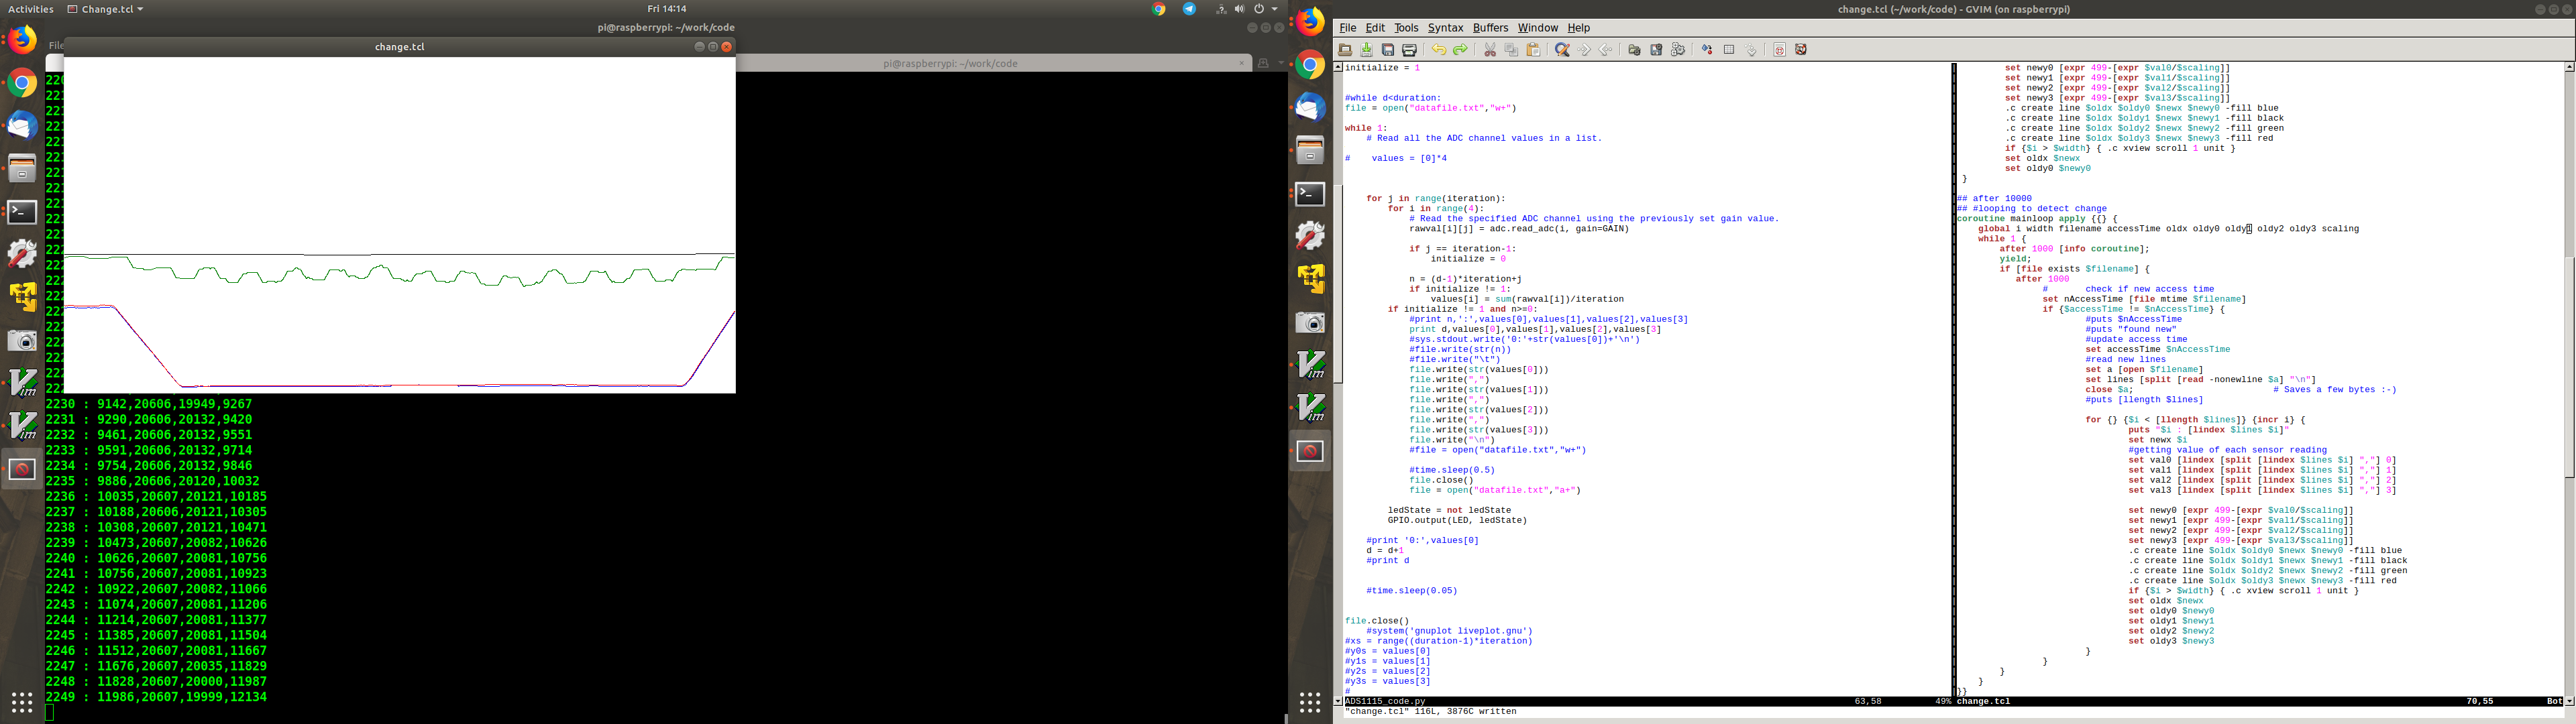 Activities
Change.tcl
Fri 14:14
pi@raspberrypi: ~/work/code
File
change.tcl
pi@raspberrypi: ~/work/code
2230 : 9142,20606,19949,9267
2231 : 9290,20606,20132,9420
2232 : 9461,20606,20132,9551
2233 : 9591,20606,20132,9714
2234 : 9754,20606,20132,9846
2235 : 9886,20606,20120,10032
2236 : 10035,20607,20121,10185
2237 : 10188,20606,20121,10305
2238 : 10308,20607,20121,10471
2239 : 10473,20607,20082,10626
2240 : 10626,20607,20081,10756
2241 : 10756,20607,20081,10923
2242 : 10922,20607,20082,11066
2243 : 11074,20607,20081,11206
2244 : 11214,20607,20081,11377
2245 : 11385,20607,20081,11504
2246 : 11512,20607,20081,11667
2247 : 11676,20607,20035,11829
2248 : 11828,20607,20000,11987
2249 : 11986,20607,19999,12134
change.tcl (~/work/code) - GVIM (on raspberrypi)
File Edit Tools Syntax Buffers Window Help
initialize = 1
#while d<duration:
file = open("datafile.txt","w+")
while 1:
# Read all the ADC channel values in a list.
# values = [0]*4
for j in range(iteration):
for i in range(4):
# Read the specified ADC channel using the previously set gain value.
rawval[i][j] = adc.read_adc(i, gain=GAIN)
if j == iteration-1:
initialize = 0
n = (d-1)*iteration+j
if initialize != 1:
values[i] = sum(rawval[i])/iteration
if initialize != 1 and n>=0:
#print n,':',values[0],values[1],values[2],values[3]
print d,values[0],values[1],values[2],values[3]
#sys.stdout.write('0:'+str(values[0])+'\n')
#file.write(str(n))
#file.write("\t")
file.write(str(values[0]))
file.write(",")
file.write(str(values[1]))
file.write(",")
file.write(str(values[2]))
file.write(",")
file.write(str(values[3]))
file.write("\n")
#file = open("datafile.txt","w+")
#time.sleep(0.5)
file.close()
file = open("datafile.txt","a+")
ledState = not ledState
GPIO.output(LED, ledState)
#print '0:',values[0]
d = d+1
#print d
#time.sleep(0.05)
file.close()
#system('gnuplot liveplot.gnu')
#xs = range((duration-1)*iteration)
#y0s = values[0]
#y1s = values[1]
#y2s = values[2]
#y3s = values[3]
#
ADS1115_code.py 63,58 49%
"change.tcl" 116L, 3876C written
set newy0 [expr 499-[expr $val0/$scaling]]
set newy1 [expr 499-[expr $val1/$scaling]]
set newy2 [expr 499-[expr $val2/$scaling]]
set newy3 [expr 499-[expr $val3/$scaling]]
.c create line $oldx $oldy0 $newx $newy0 -fill blue
.c create line $oldx $oldy1 $newx $newy1 -fill black
.c create line $oldx $oldy2 $newx $newy2 -fill green
.c create line $oldx $oldy3 $newx $newy3 -fill red
if {$i > $width} { .c xview scroll 1 unit }
set oldx $newx
set oldy0 $newy0
}
## after 10000
## #looping to detect change
coroutine mainloop apply {{} {
global i width filename accessTime oldx oldy0 oldy1 oldy2 oldy3 scaling
while 1 {
after 1000 [info coroutine];
yield;
if [file exists $filename] {
after 1000
# check if new access time
set nAccessTime [file mtime $filename]
if {$accessTime != $nAccessTime} {
#puts $nAccessTime
#puts "found new"
#update access time
set accessTime $nAccessTime
#read new lines
set a [open $filename]
set lines [split [read -nonewline $a] "\n"]
close $a; # Saves a few bytes :-)
#puts [llength $lines]
for {} {$i < [llength $lines]} {incr i} {
puts "$i : [lindex $lines $i]"
set newx $i
#getting value of each sensor reading
set val0 [lindex [split [lindex $lines $i] ","] 0]
set val1 [lindex [split [lindex $lines $i] ","] 1]
set val2 [lindex [split [lindex $lines $i] ","] 2]
set val3 [lindex [split [lindex $lines $i] ","] 3]
set newy0 [expr 499-[expr $val0/$scaling]]
set newy1 [expr 499-[expr $val1/$scaling]]
set newy2 [expr 499-[expr $val2/$scaling]]
set newy3 [expr 499-[expr $val3/$scaling]]
.c create line $oldx $oldy0 $newx $newy0 -fill blue
.c create line $oldx $oldy1 $newx $newy1 -fill black
.c create line $oldx $oldy2 $newx $newy2 -fill green
.c create line $oldx $oldy3 $newx $newy3 -fill red
if {$i > $width} { .c xview scroll 1 unit }
set oldx $newx
set oldy0 $newy0
set oldy1 $newy1
set oldy2 $newy2
set oldy3 $newy3
}
}
}
}
}}
change.tcl 70,55 Bot